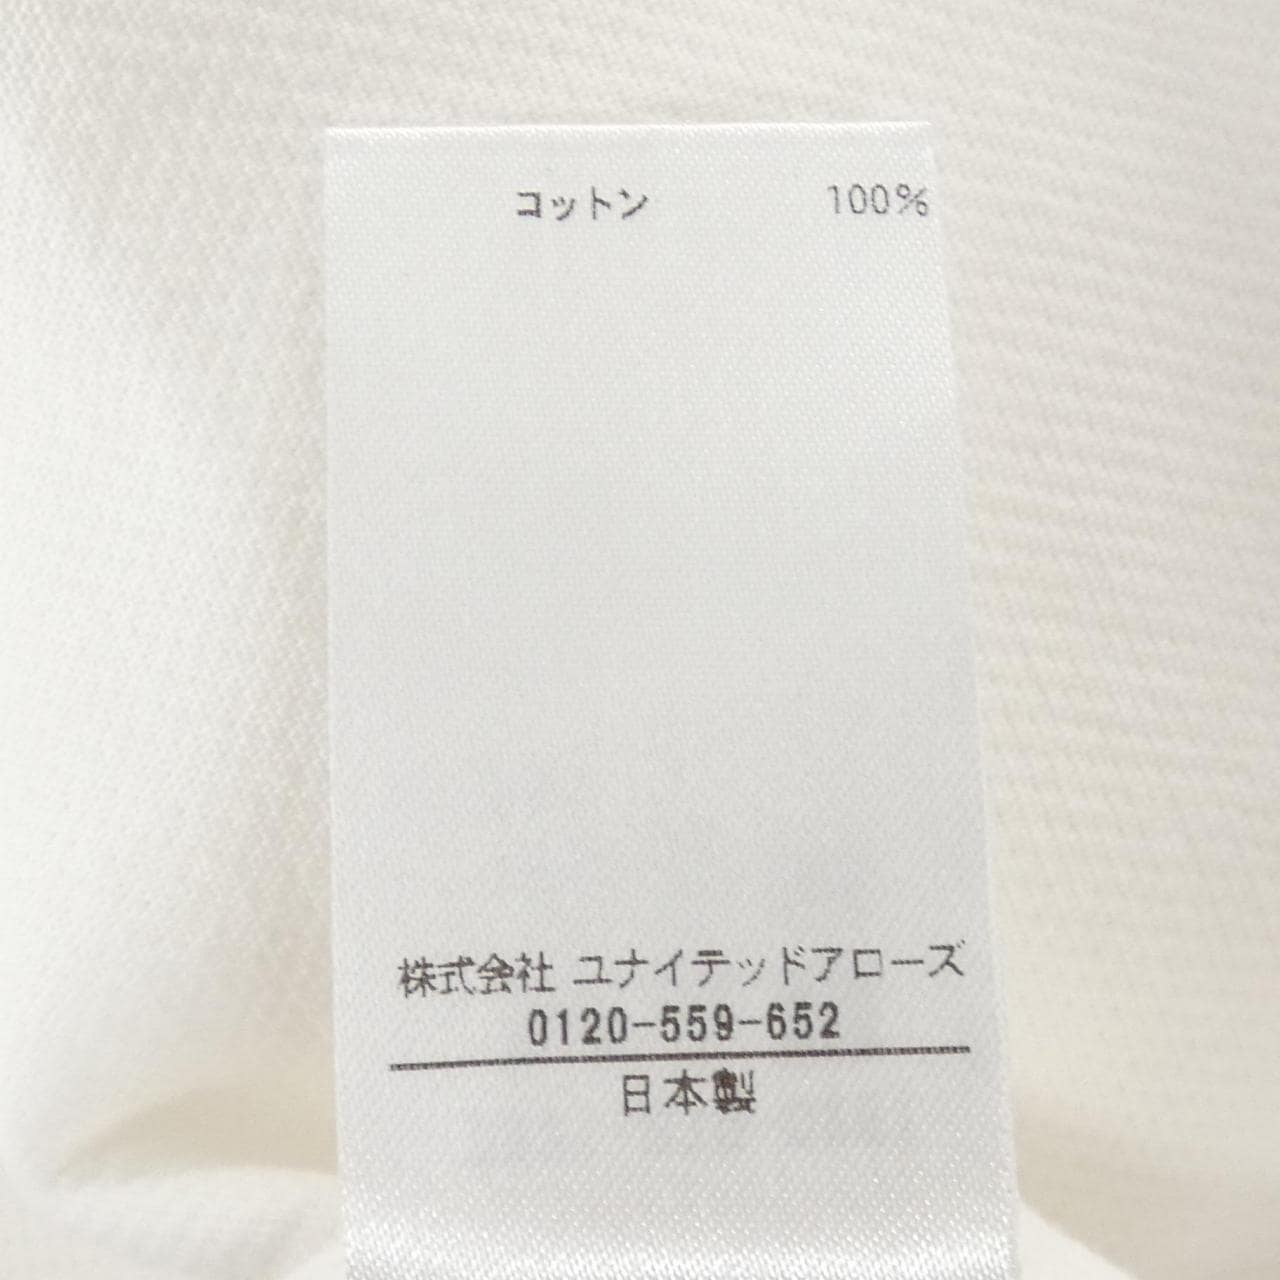 コットン 100%
株式会社 ユナイテッドアローズ
0120-559-652
日本製